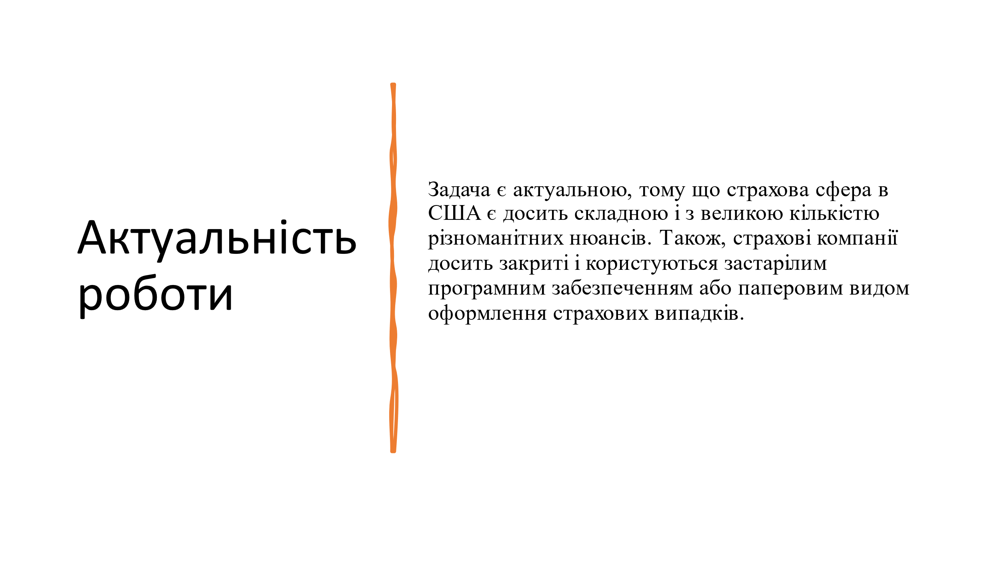 Актуальність
роботи
Задача є актуальною, тому що страхова сфера в
США є досить складною і з великою кількістю
різноманітних нюансів. Також, страхові компанії
досить закриті і користуються застарілим
програмним забезпеченням або паперовим видом
оформлення страхових випадків.